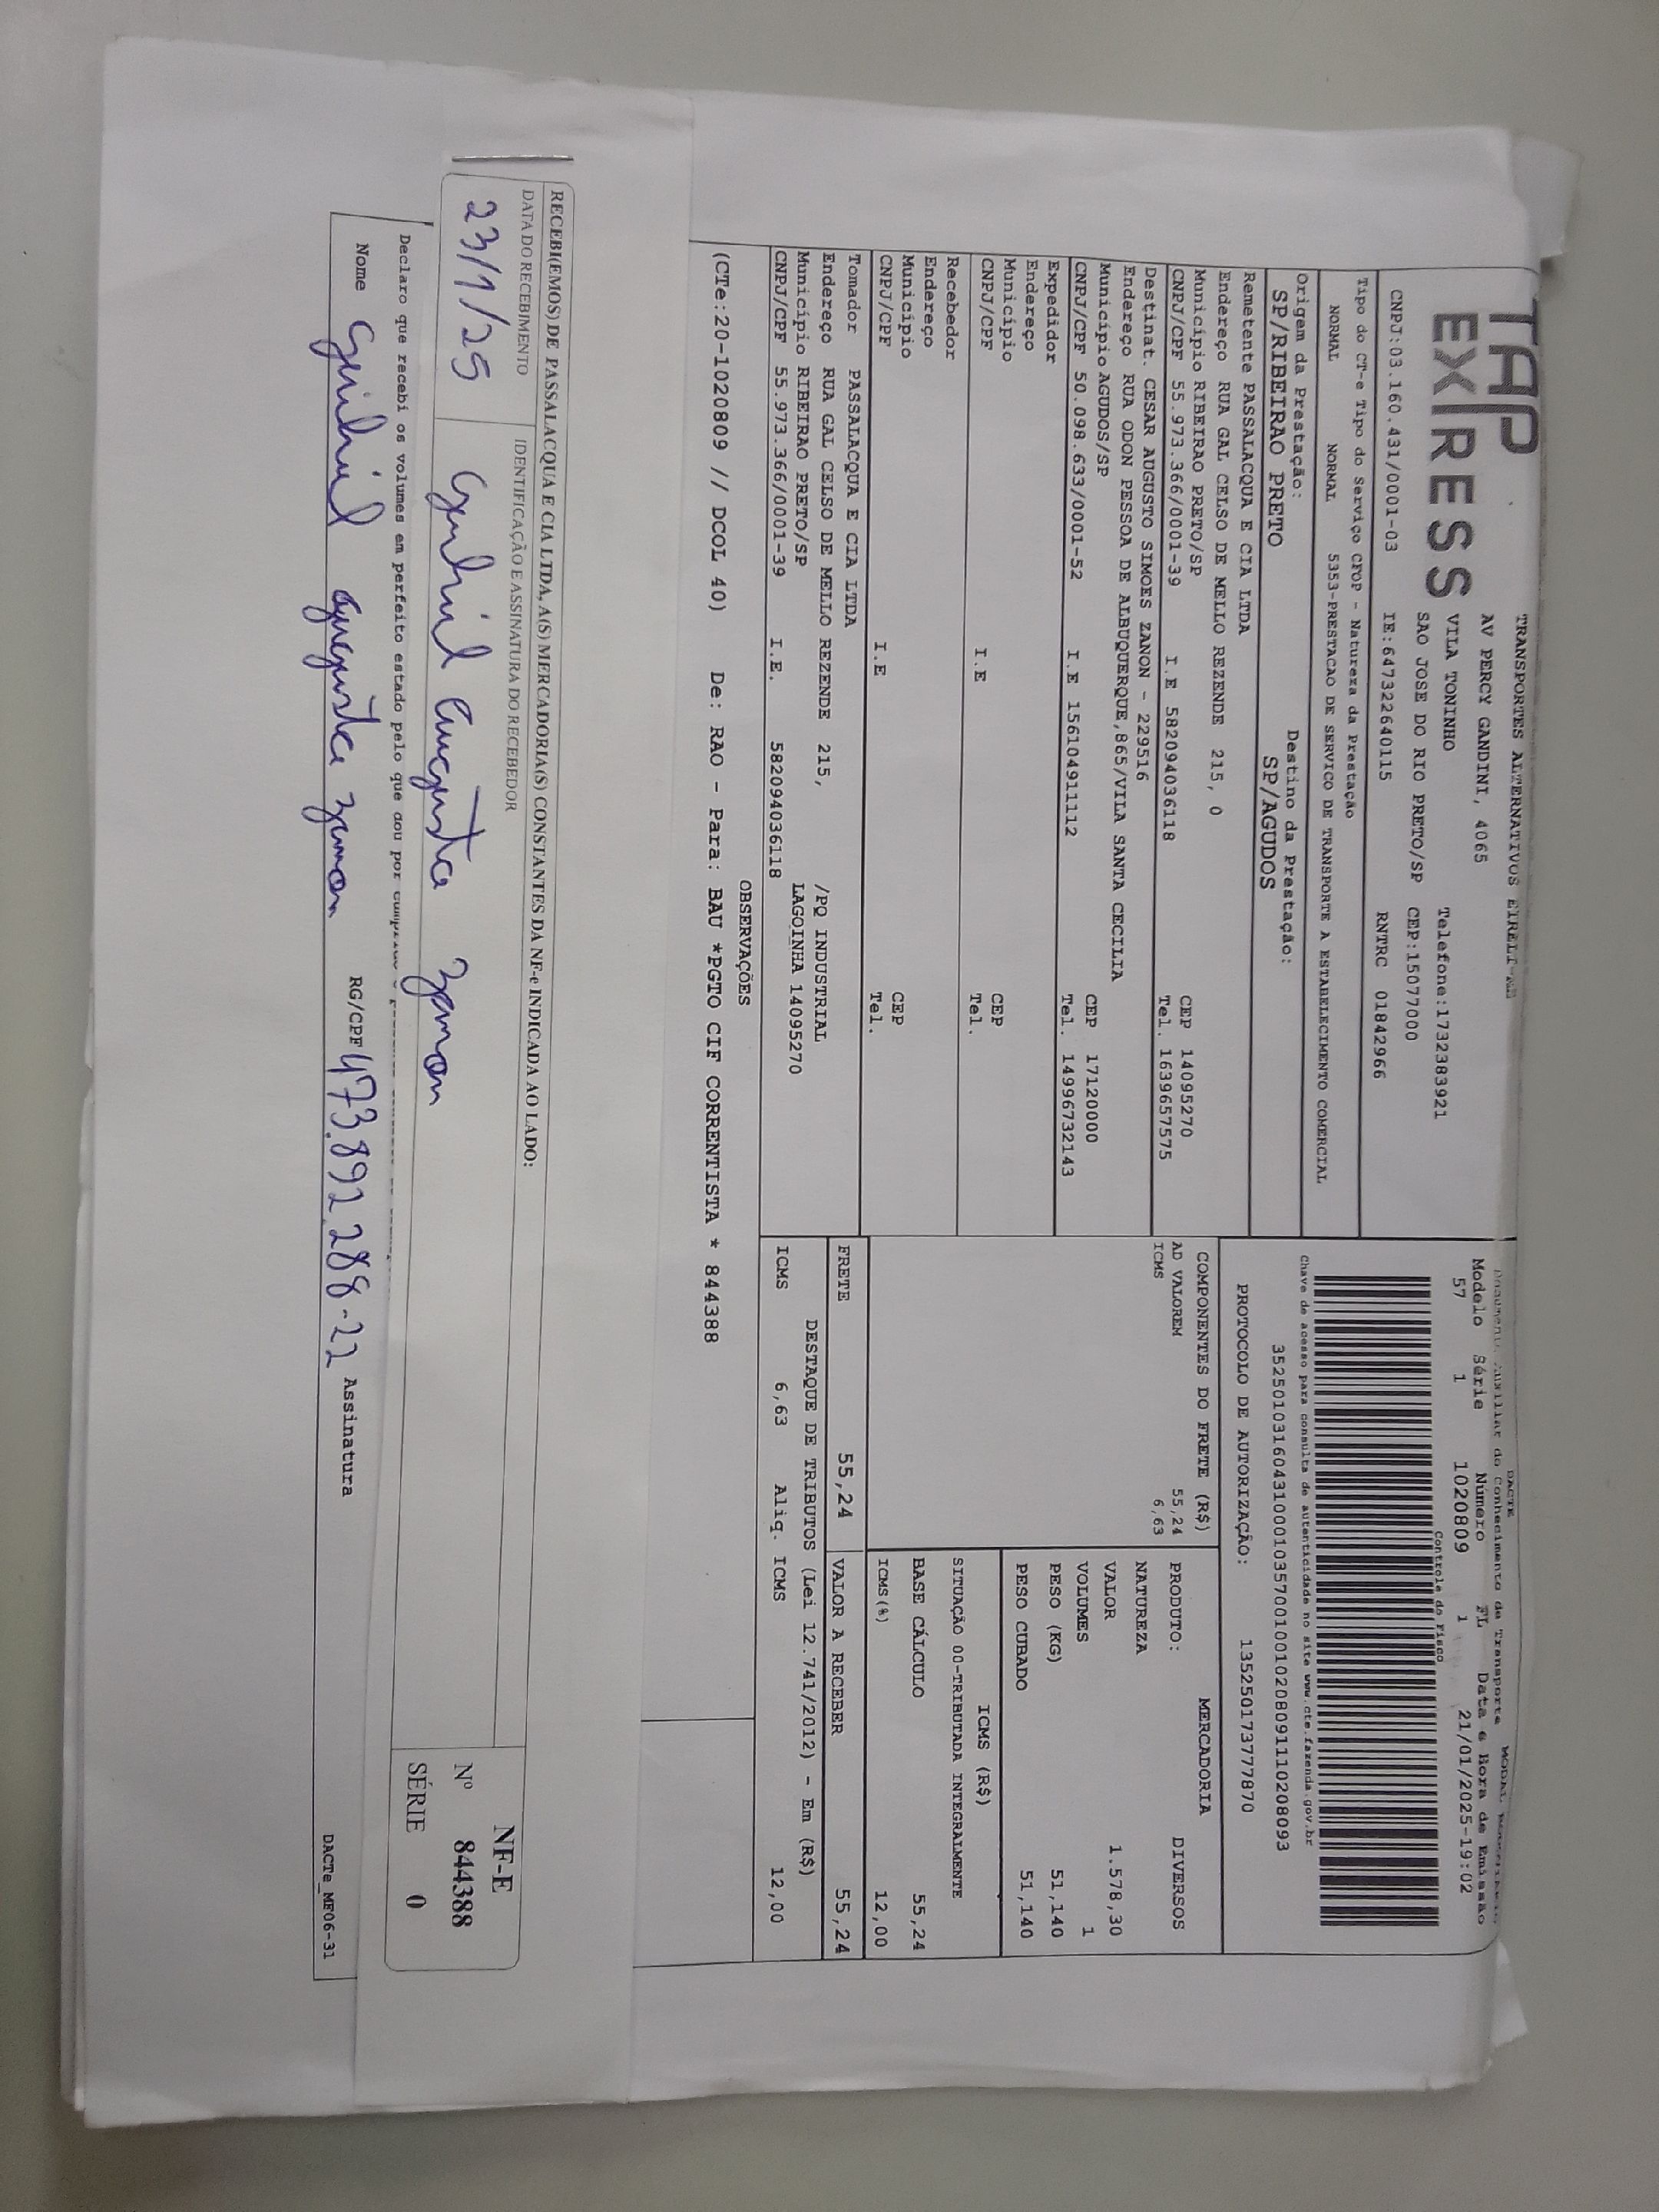 TAP
EXPRESS
TRANSPORTES ALTERNATIVOS EIRELI-ME
AV PERCY GANDINI, 4065
VILA TONINHO
Telefone:1732383921
SAO JOSE DO RIO PRETO/SP
CEP:15077000
CNPJ:03.160.431/0001-03
IE:647322640115
RNTRC 01842966
Tipo do CT-e Tipo do Serviço CFOP - Natureza da Prestação
NORMAL NORMAL 5353-PRESTACAO DE SERVICO DE TRANSPORTE A ESTABELECIMENTO COMERCIAL
Origem da Prestação: Destino da Prestação:
SP/RIBEIRAO PRETO SP/AGUDOS
Remetente PASSALACQUA E CIA LTDA
Endereço RUA GAL CELSO DE MELLO REZENDE 215, 0
Município RIBEIRAO PRETO/SP CEP 14095270
CNPJ/CPF 55.973.366/0001-39 I.E 582094036118 Tel. 1639657575
Destinat. CESAR AUGUSTO SIMOES ZANON - 229516
Endereço RUA ODON PESSOA DE ALBUQUERQUE,865/VILA SANTA CECILIA
Município AGUDOS/SP CEP 17120000
CNPJ/CPF 50.098.633/0001-52 I.E 156104911112 Tel. 14996732143
Expedidor
Endereço
Município CEP
CNPJ/CPF I.E Tel.
Recebedor
Endereço
Município CEP
CNPJ/CPF I.E Tel.
Tomador PASSALACQUA E CIA LTDA
Endereço RUA GAL CELSO DE MELLO REZENDE 215, /PQ INDUSTRIAL
Município RIBEIRAO PRETO/SP LAGOINHA 14095270
CNPJ/CPF 55.973.366/0001-39 I.E. 582094036118
DACTE
Documento Auxiliar do Conhecimento de Transporte MODAL
Modelo Série Número FL Data e Hora de Emissão
57 1 1020809 1 21/01/2025-19:02
Controle do Fisco
Chave de acesso para consulta de autenticidade no site www.cte.fazenda.gov.br
35250103160431000103570010010208091110208093
PROTOCOLO DE AUTORIZAÇÃO: 135250173777870
COMPONENTES DO FRETE (R$)
AD VALOREM 55,24
ICMS 6,63
MERCADORIA
PRODUTO: DIVERSOS
NATUREZA
VALOR 1.578,30
VOLUMES 1
PESO (KG) 51,140
PESO CUBADO 51,140
ICMS (R$)
SITUAÇÃO 00-TRIBUTADA INTEGRALMENTE
BASE CÁLCULO 55,24
ICMS(%) 12,00
FRETE 55,24 VALOR A RECEBER 55,24
DESTAQUE DE TRIBUTOS (Lei 12.741/2012) - Em (R$)
ICMS 6,63 Aliq. ICMS 12,00
OBSERVAÇÕES
(CTe:20-1020809 // DCOL 40) De: RAO - Para: BAU *PGTO CIF CORRENTISTA * 844388
RECEBI(EMOS) DE PASSALACQUA E CIA LTDA, A(S) MERCADORIA(S) CONSTANTES DA NF-e INDICADA AO LADO:
DATA DO RECEBIMENTO IDENTIFICAÇÃO E ASSINATURA DO RECEBEDOR
23/1/25 Augusto Zanon
NF-E
Nº 844388
SÉRIE 0
Declaro que recebi os volumes em perfeito estado pelo que dou por
Nome Augusto Zanon RG/CPF 473.892.288-22 Assinatura
DACTe_MF06-31